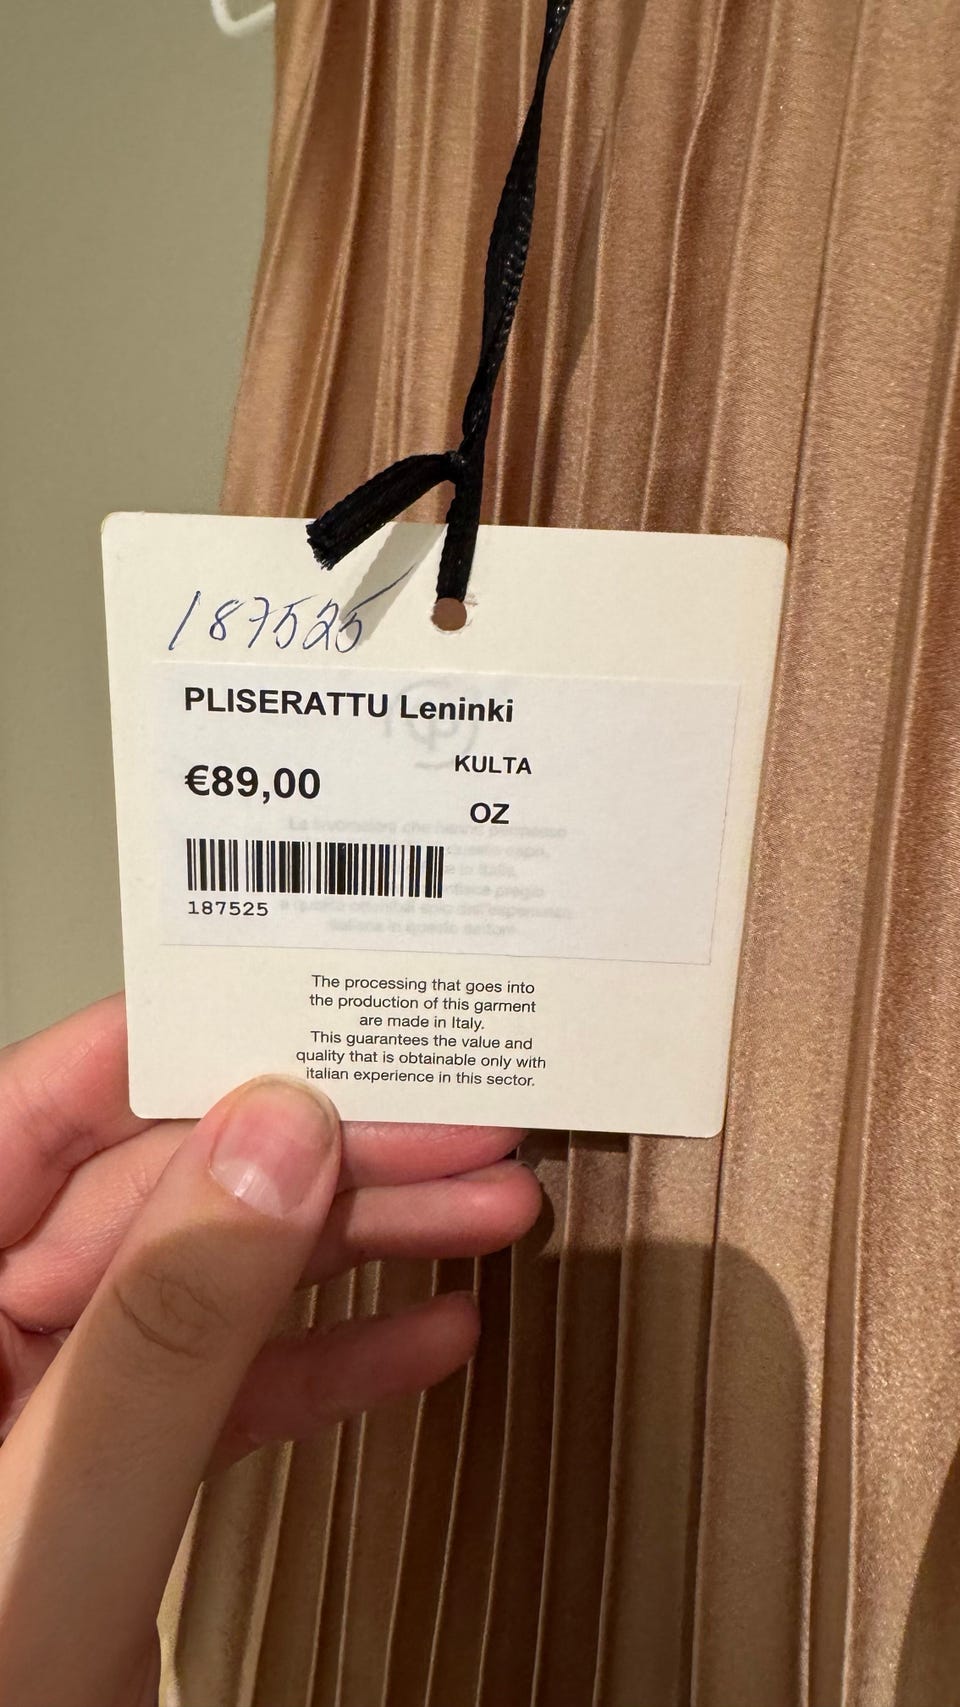 187525
PLISERATTU Leninki
KULTA
€89,00
OZ
187525
The processing that goes into
the production of this garment
are made in Italy.
This guarantees the value and
quality that is obtainable only with
italian experience in this sector.